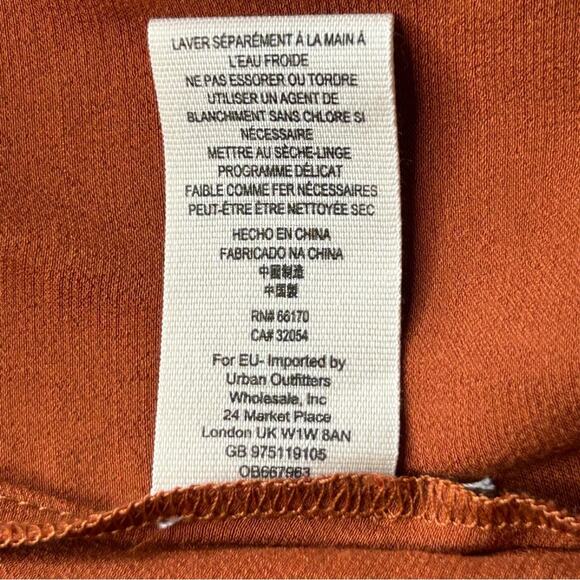 LAVER SÉPARÉMENT À LA MAIN À
L'EAU FROIDE
NE PAS ESSORER OU TORDRE
UTILISER UN AGENT DE
BLANCHIMENT SANS CHLORE SI
NÉCESSAIRE
METTRE AU SÈCHE-LINGE
PROGRAMME DÉLICAT
FAIBLE COMME FER NÉCESSAIRES
PEUT-ÊTRE ÊTRE NETTOYÉE SEC
HECHO EN CHINA
FABRICADO NA CHINA
中國制造
中国製
RN# 66170
CA# 32054
For EU- Imported by
Urban Outfitters
Wholesale, Inc
24 Market Place
London UK W1W 8AN
GB 975119105
OB667963